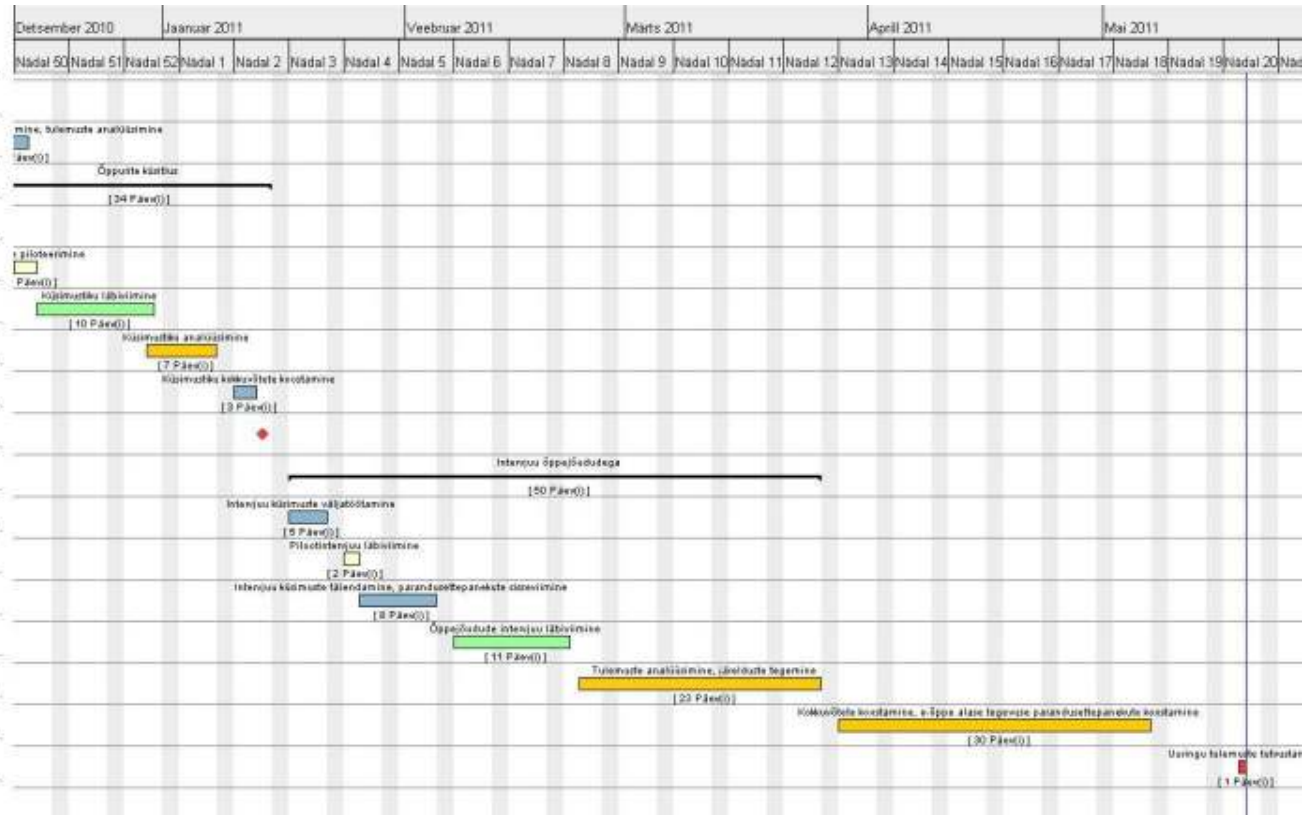 Detsember 2010 Jaanuar 2011 Veebruar 2011 Märts 2011 Aprill 2011 Mai 2011
Nädal 50 Nädal 51 Nädal 52 Nädal 1 Nädal 2 Nädal 3 Nädal 4 Nädal 5 Nädal 6 Nädal 7 Nädal 8 Nädal 9 Nädal 10 Nädal 11 Nädal 12 Nädal 13 Nädal 14 Nädal 15 Nädal 16 Nädal 17 Nädal 18 Nädal 19 Nädal 20 Näd
mine, tulemuste analüüsimine
äev(i)]
Õppurite küsitlus
[34 Päev(i)]
e piloteerimine
Päev(i)]
Küsimustiku läbiviimine
[10 Päev(i)]
Küsimustiku analüüsimine
[7 Päev(i)]
Küsimustiku kokkuvõtete koostamine
[3 Päev(i)]
Intervjuu õppejõududega
[50 Päev(i)]
Intervjuu küsimuste väljatöötamine
[5 Päev(i)]
Pilootintervjuu läbiviimine
[2 Päev(i)]
Intervjuu küsimuste täiendamine, parandusettepanekute sisseviimine
[8 Päev(i)]
Õppejõudude intervjuu läbiviimine
[11 Päev(i)]
Tulemuste analüüsimine, järelduste tegemine
[23 Päev(i)]
Kokkuvõtete koostamine, e-õppe alase tegevuse parandusettepanekute koostamine
[30 Päev(i)]
Uuringu tulemuste tutvustam
[1 Päev(i)]